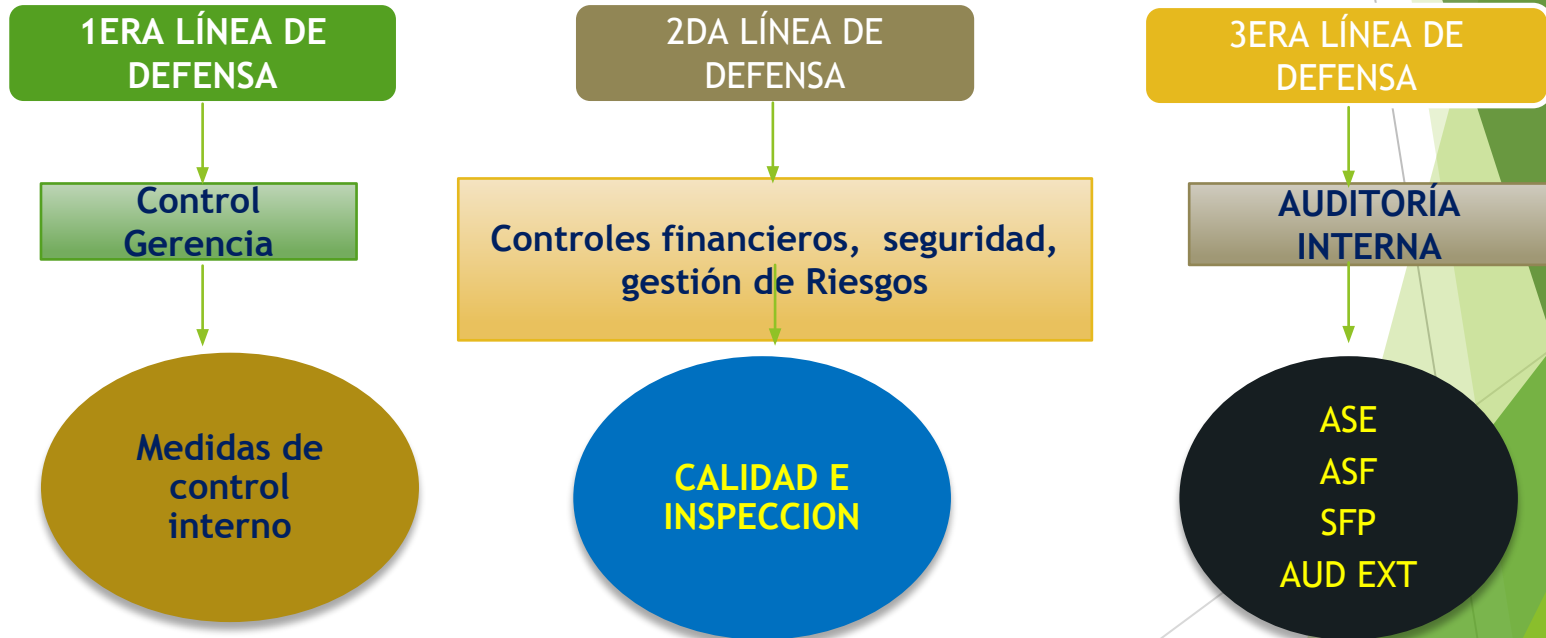 1ERA LÍNEA DE
DEFENSA
Control
Gerencia
Medidas de
control
interno
2DA LÍNEA DE
DEFENSA
Controles financieros, seguridad,
gestión de Riesgos
CALIDAD E
INSPECCION
3ERA LÍNEA DE
DEFENSA
AUDITORÍA
INTERNA
ASE
ASF
SFP
AUD EXT